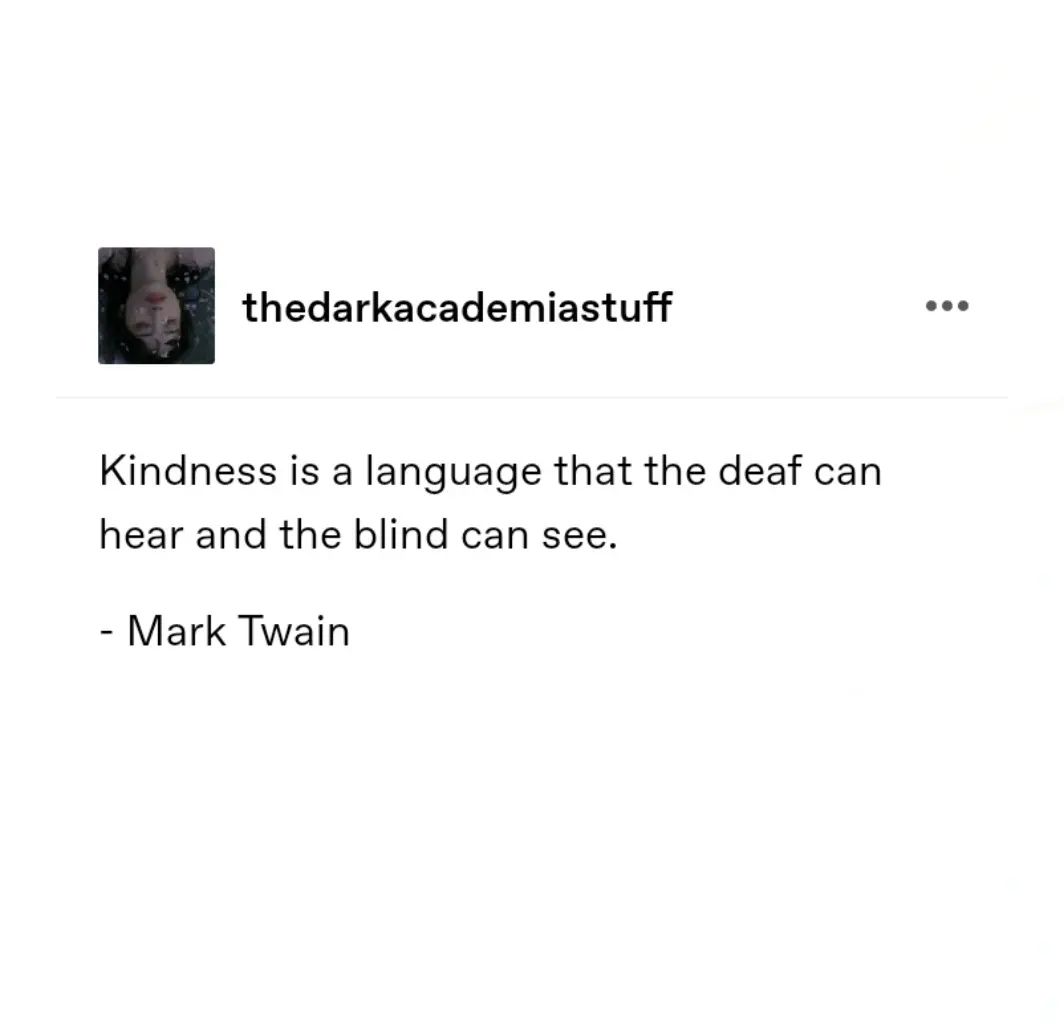 thedarkacademiastuff
Kindness is a language that the deaf can
hear and the blind can see.
- Mark Twain